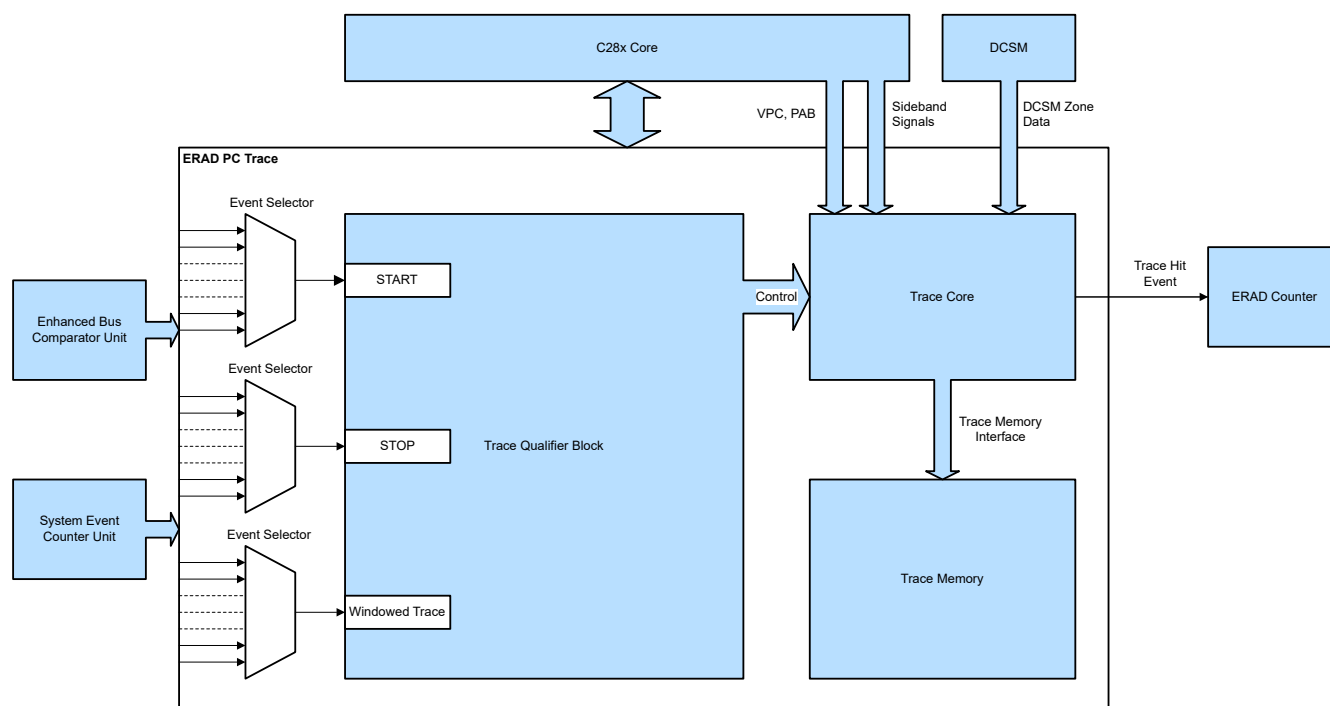 C28x Core
DCSM
VPC, PAB
Sideband
Signals
DCSM Zone
Data
ERAD PC Trace
Event Selector
START
Enhanced Bus
Comparator Unit
Control
Trace Core
Trace Hit
Event
ERAD Counter
Event Selector
STOP
Trace Qualifier Block
Trace Memory
Interface
System Event
Counter Unit
Event Selector
Windowed Trace
Trace Memory